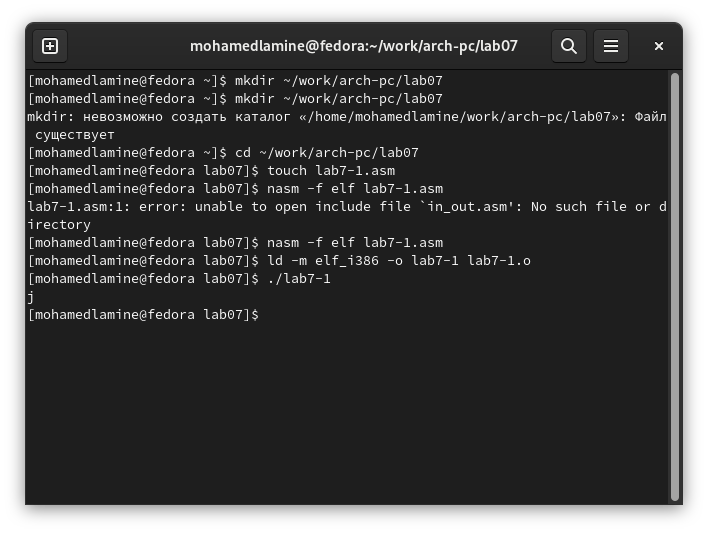 mohamedlamine@fedora:~/work/arch-pc/lab07
[mohamedlamine@fedora ~]$ mkdir ~/work/arch-pc/lab07
[mohamedlamine@fedora ~]$ mkdir ~/work/arch-pc/lab07
mkdir: невозможно создать каталог «/home/mohamedlamine/work/arch-pc/lab07»: Файл
 существует
[mohamedlamine@fedora ~]$ cd ~/work/arch-pc/lab07
[mohamedlamine@fedora lab07]$ touch lab7-1.asm
[mohamedlamine@fedora lab07]$ nasm -f elf lab7-1.asm
lab7-1.asm:1: error: unable to open include file `in_out.asm': No such file or d
irectory
[mohamedlamine@fedora lab07]$ nasm -f elf lab7-1.asm
[mohamedlamine@fedora lab07]$ ld -m elf_i386 -o lab7-1 lab7-1.o
[mohamedlamine@fedora lab07]$ ./lab7-1
j
[mohamedlamine@fedora lab07]$